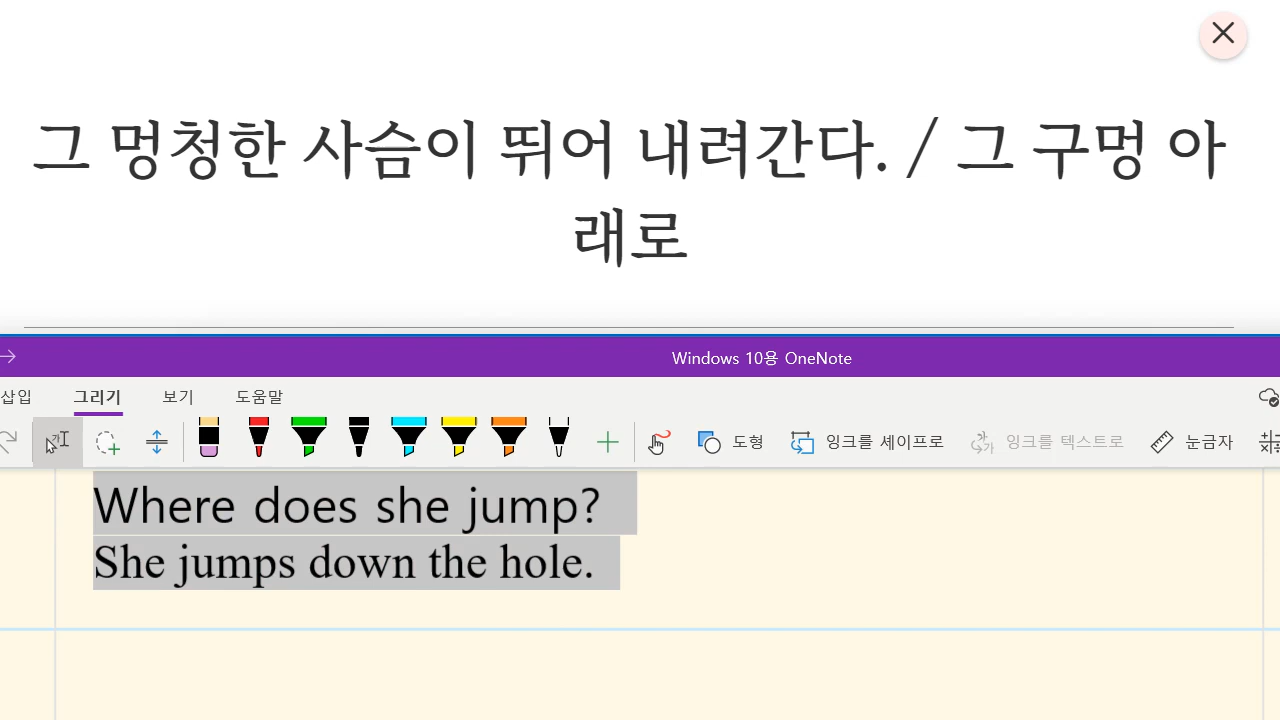 그 멍청한 사슴이 뛰어 내려간다. / 그 구멍 아
래로
Windows 10용 OneNote
삽입 그리기 보기 도움말
도형 잉크를 셰이프로 잉크를 텍스트로 눈금자
Where does she jump?
She jumps down the hole.